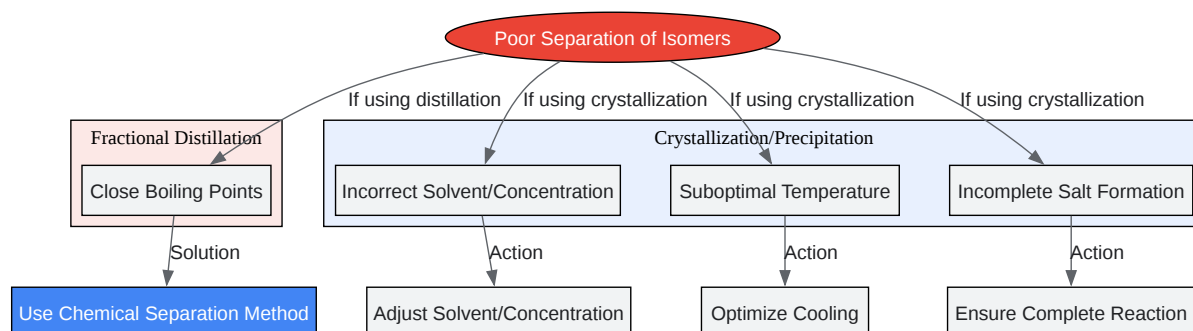 Poor Separation of Isomers
If using distillation
If using crystallization
If using crystallization
If using crystallization
Fractional Distillation
Crystallization/Precipitation
Close Boiling Points
Incorrect Solvent/Concentration
Suboptimal Temperature
Incomplete Salt Formation
Solution
Action
Action
Action
Use Chemical Separation Method
Adjust Solvent/Concentration
Optimize Cooling
Ensure Complete Reaction